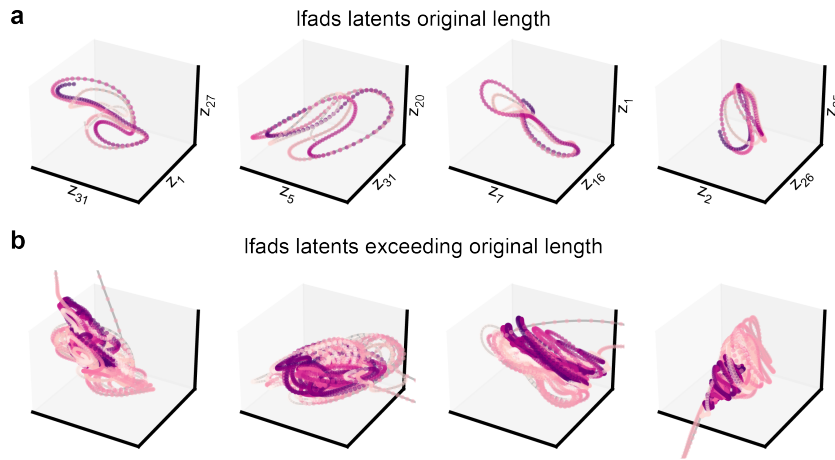 a
lfads latents original length
z27
z31
z1
z20
z5
z31
z1
z7
z16
z2
z26
b
lfads latents exceeding original length